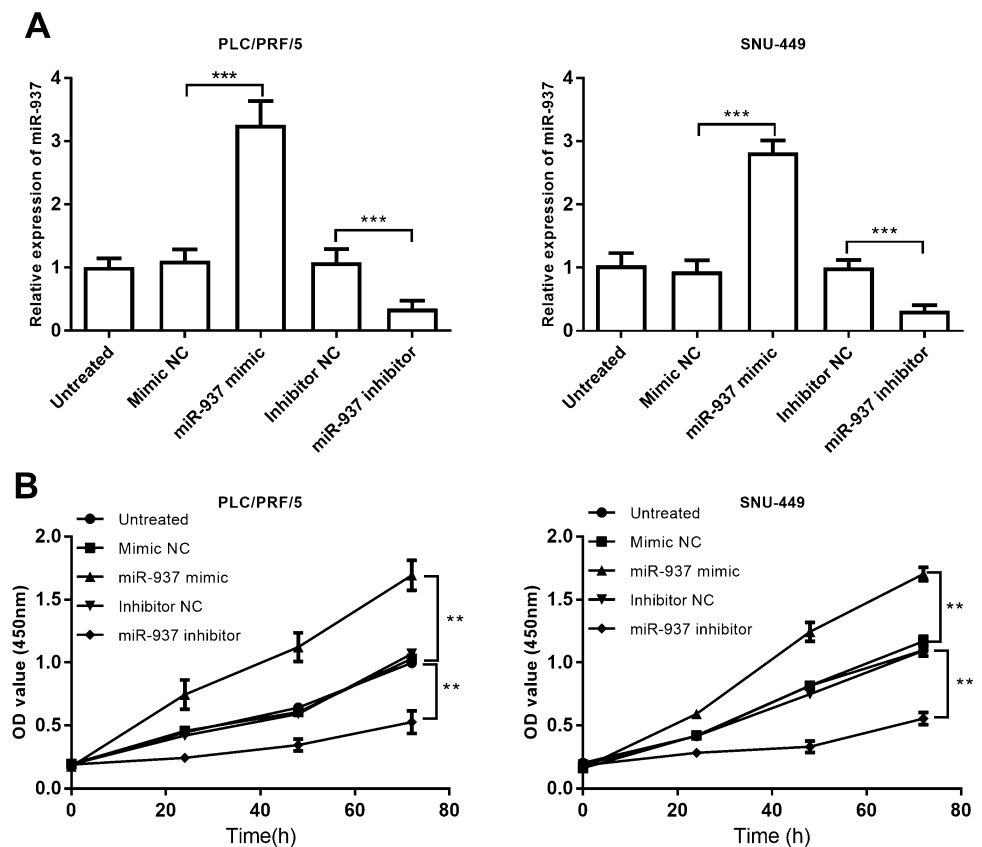 A
PLC/PRF/5
Relative expression of miR-937
4
3
2
1
0
***
***
Untreated
Mimic NC
miR-937 mimic
Inhibitor NC
miR-937 inhibitor
SNU-449
Relative expression of miR-937
4
3
2
1
0
***
***
Untreated
Mimic NC
miR-937 mimic
Inhibitor NC
miR-937 inhibitor
B
PLC/PRF/5
Untreated
Mimic NC
miR-937 mimic
Inhibitor NC
miR-937 inhibitor
OD value (450nm)
2.0
1.5
1.0
0.5
0.0
**
**
0 20 40 60 80
Time(h)
SNU-449
Untreated
Mimic NC
miR-937 mimic
Inhibitor NC
miR-937 inhibitor
OD value (450nm)
2.0
1.5
1.0
0.5
0.0
**
**
0 20 40 60 80
Time (h)